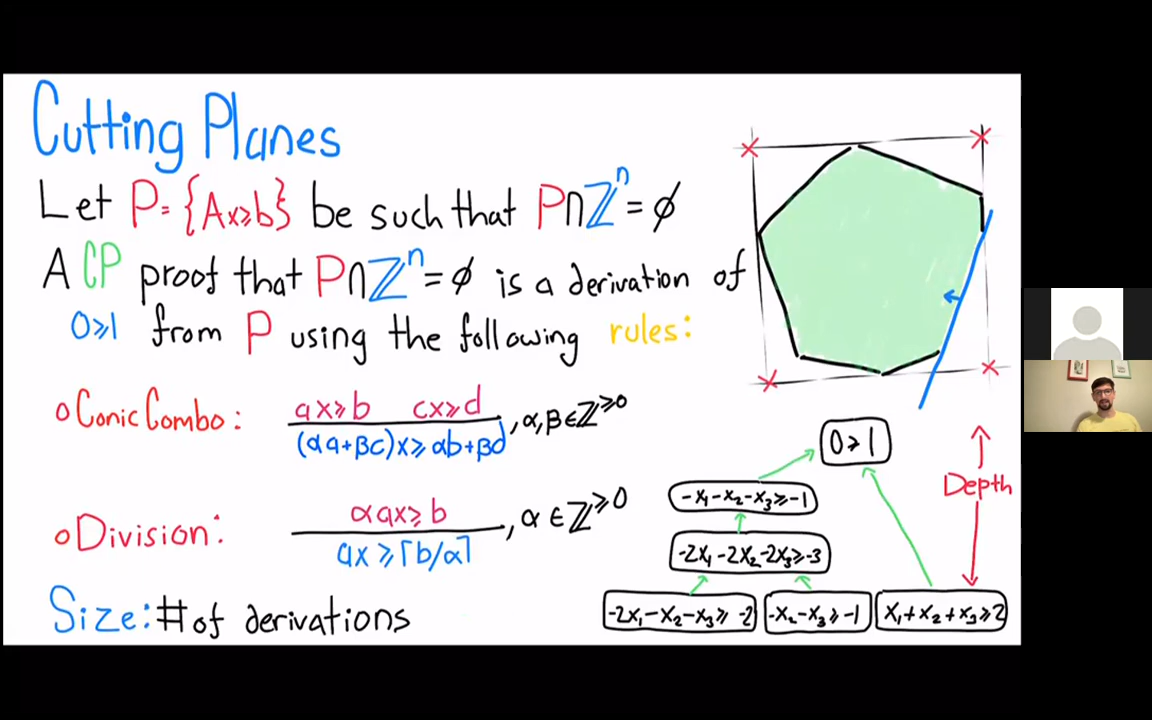 Cutting Planes
Let P = {Ax≥b} be such that P∩ℤⁿ = ∅
A CP proof that P∩ℤⁿ = ∅ is a derivation of
0≥1 from P using the following rules:
o Conic Combo: ax≥b cx≥d
(αa+βc)x ≥ αb+βd , α,β∈ℤ≥0
o Division: αax≥b
ax ≥ ⌈b/α⌉ , α∈ℤ≥0
Size: # of derivations
0≥1
Depth
-x₁-x₂-x₃≥-1
-2x₁-2x₂-2x₃≥-3
-2x₁-x₂-x₃≥-2 -x₂-x₃≥-1 x₁+x₂+x₃≥2